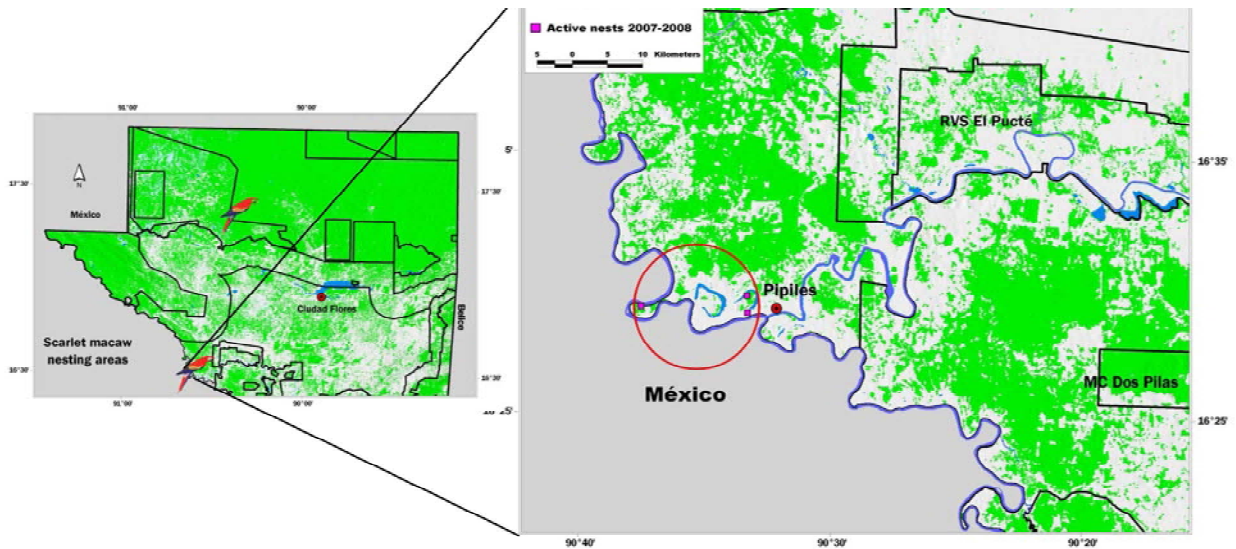 91°00'
90°00'
N
17°30'
17°30'
México
Ciudad Flores
Belice
Scarlet macaw
nesting areas
16°30'
16°30'
91°00'
90°00'
Active nests 2007-2008
5 0 5 10 Kilometers
5'
RVS El Pucté
16°35'
Pipiles
México
MC Dos Pilas
16°25'
90°40'
90°30'
90°20'